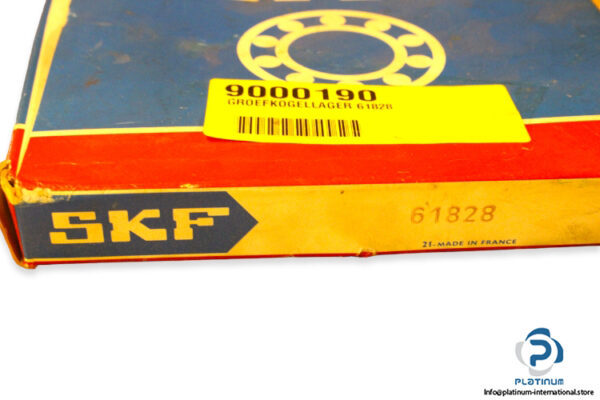 9000190
GROEFKOGELLAGER 61828
SKF
61828
21-MADE IN FRANCE
PLATINUM
Info@platinum-international.store